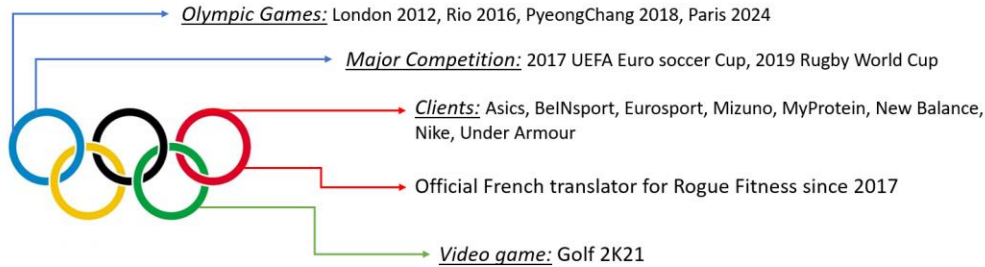 Olympic Games: London 2012, Rio 2016, PyeongChang 2018, Paris 2024
Major Competition: 2017 UEFA Euro soccer Cup, 2019 Rugby World Cup
Clients: Asics, BeINsport, Eurosport, Mizuno, MyProtein, New Balance,
Nike, Under Armour
Official French translator for Rogue Fitness since 2017
Video game: Golf 2K21